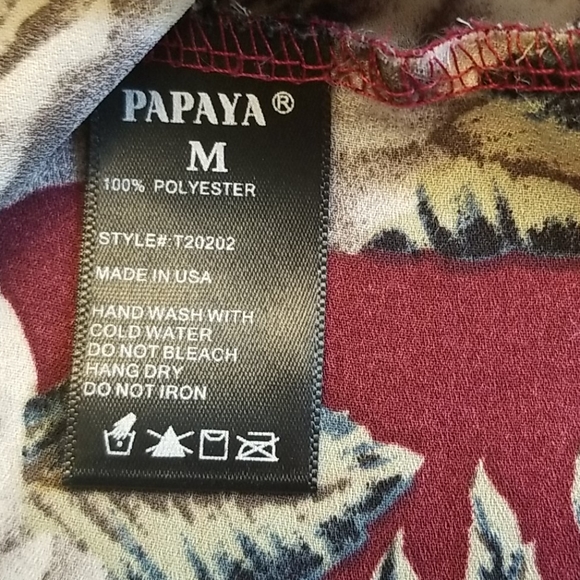 PAPAYA®
M
100% POLYESTER
STYLE#:T20202
MADE IN USA
HAND WASH WITH
COLD WATER
DO NOT BLEACH
HANG DRY
DO NOT IRON